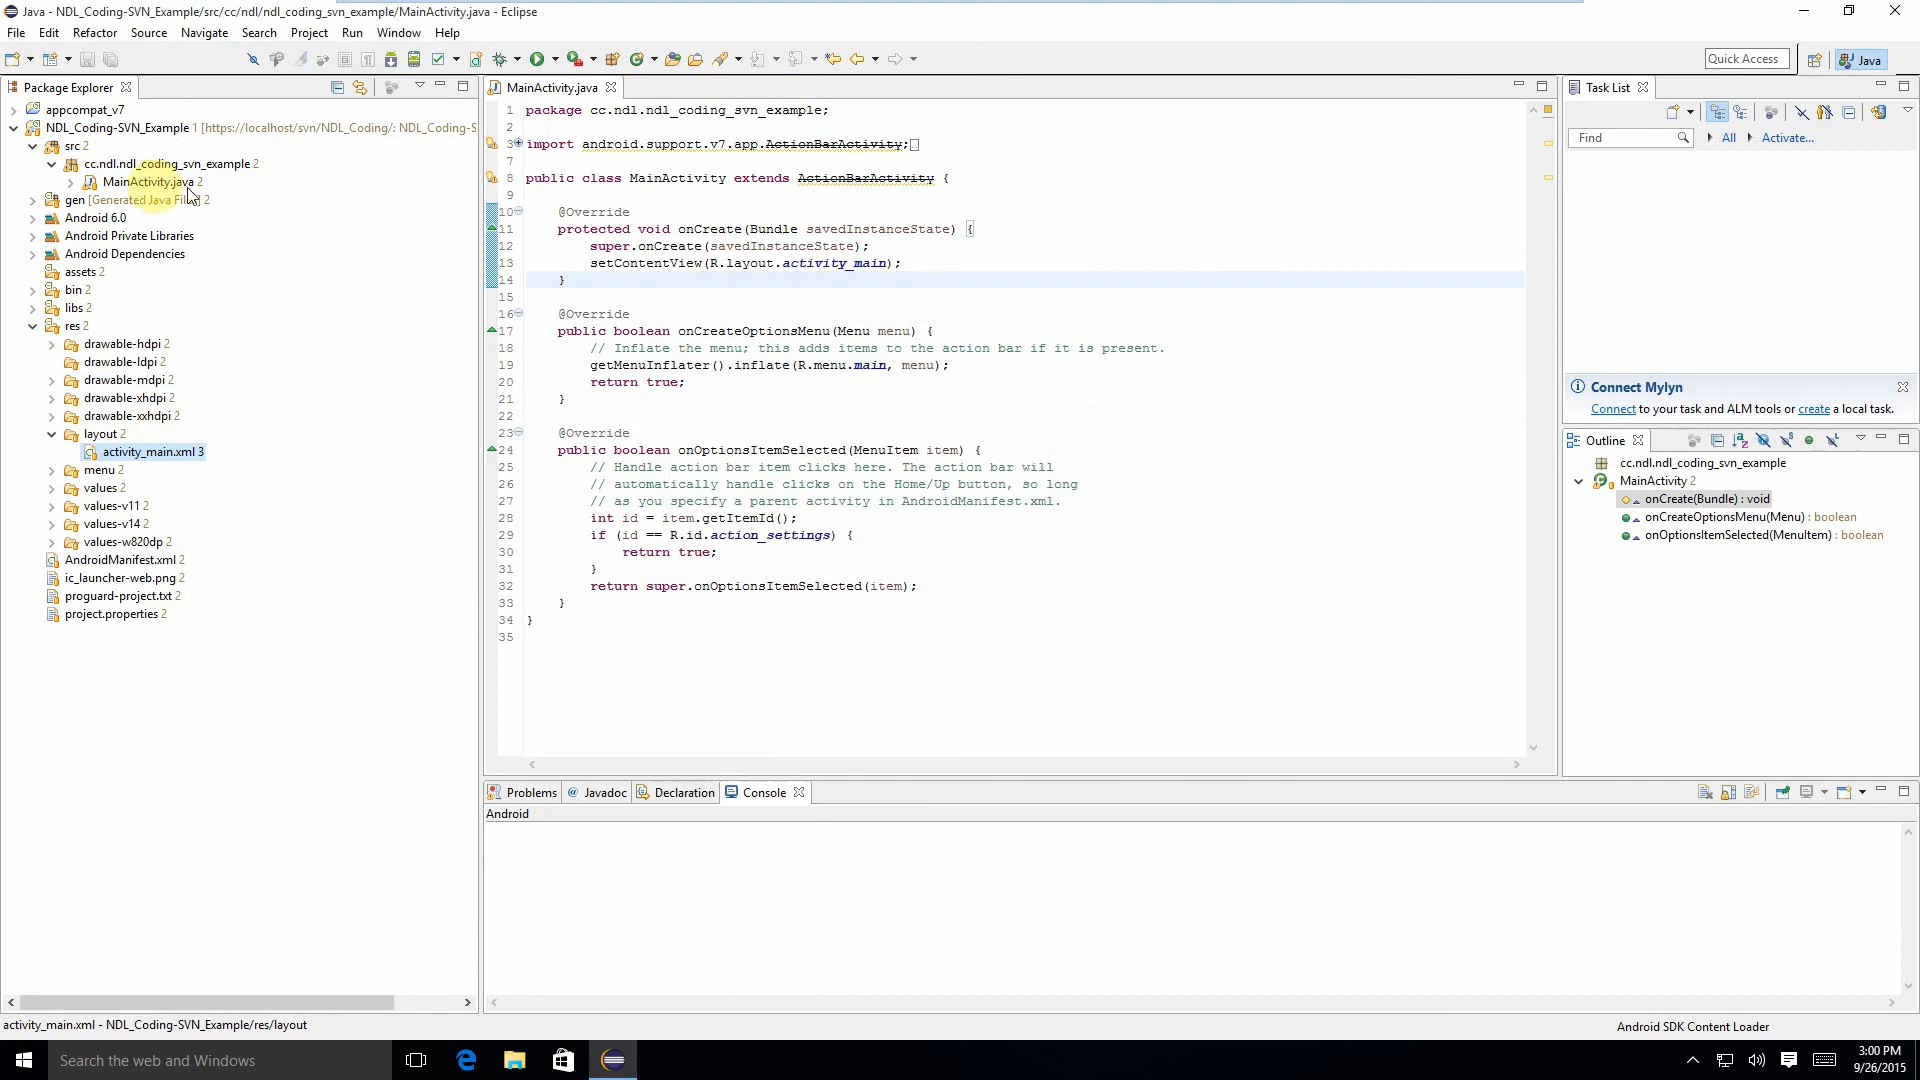 Java - NDL_Coding-SVN_Example/src/cc/ndl/ndl_coding_svn_example/MainActivity.java - Eclipse
File Edit Refactor Source Navigate Search Project Run Window Help
Quick Access
Java
Package Explorer
appcompat_v7
NDL_Coding-SVN_Example 1 [https://localhost/svn/NDL_Coding/: NDL_Coding-S
src 2
cc.ndl.ndl_coding_svn_example 2
MainActivity.java 2
gen [Generated Java Fil 2
Android 6.0
Android Private Libraries
Android Dependencies
assets 2
bin 2
libs 2
res 2
drawable-hdpi 2
drawable-ldpi 2
drawable-mdpi 2
drawable-xhdpi 2
drawable-xxhdpi 2
layout 2
activity_main.xml 3
menu 2
values 2
values-v11 2
values-v14 2
values-w820dp 2
AndroidManifest.xml 2
ic_launcher-web.png 2
proguard-project.txt 2
project.properties 2
MainActivity.java
1 package cc.ndl.ndl_coding_svn_example;
2
3 import android.support.v7.app.ActionBarActivity;
7
8 public class MainActivity extends ActionBarActivity {
9
10 @Override
11 protected void onCreate(Bundle savedInstanceState) {
12 super.onCreate(savedInstanceState);
13 setContentView(R.layout.activity_main);
14 }
15
16 @Override
17 public boolean onCreateOptionsMenu(Menu menu) {
18 // Inflate the menu; this adds items to the action bar if it is present.
19 getMenuInflater().inflate(R.menu.main, menu);
20 return true;
21 }
22
23 @Override
24 public boolean onOptionsItemSelected(MenuItem item) {
25 // Handle action bar item clicks here. The action bar will
26 // automatically handle clicks on the Home/Up button, so long
27 // as you specify a parent activity in AndroidManifest.xml.
28 int id = item.getItemId();
29 if (id == R.id.action_settings) {
30 return true;
31 }
32 return super.onOptionsItemSelected(item);
33 }
34 }
35
Task List
Find All Activate...
Connect Mylyn
Connect to your task and ALM tools or create a local task.
Outline
cc.ndl.ndl_coding_svn_example
MainActivity 2
onCreate(Bundle) : void
onCreateOptionsMenu(Menu) : boolean
onOptionsItemSelected(MenuItem) : boolean
Problems @ Javadoc Declaration Console
Android
activity_main.xml - NDL_Coding-SVN_Example/res/layout
Android SDK Content Loader
Search the web and Windows
3:00 PM
9/26/2015